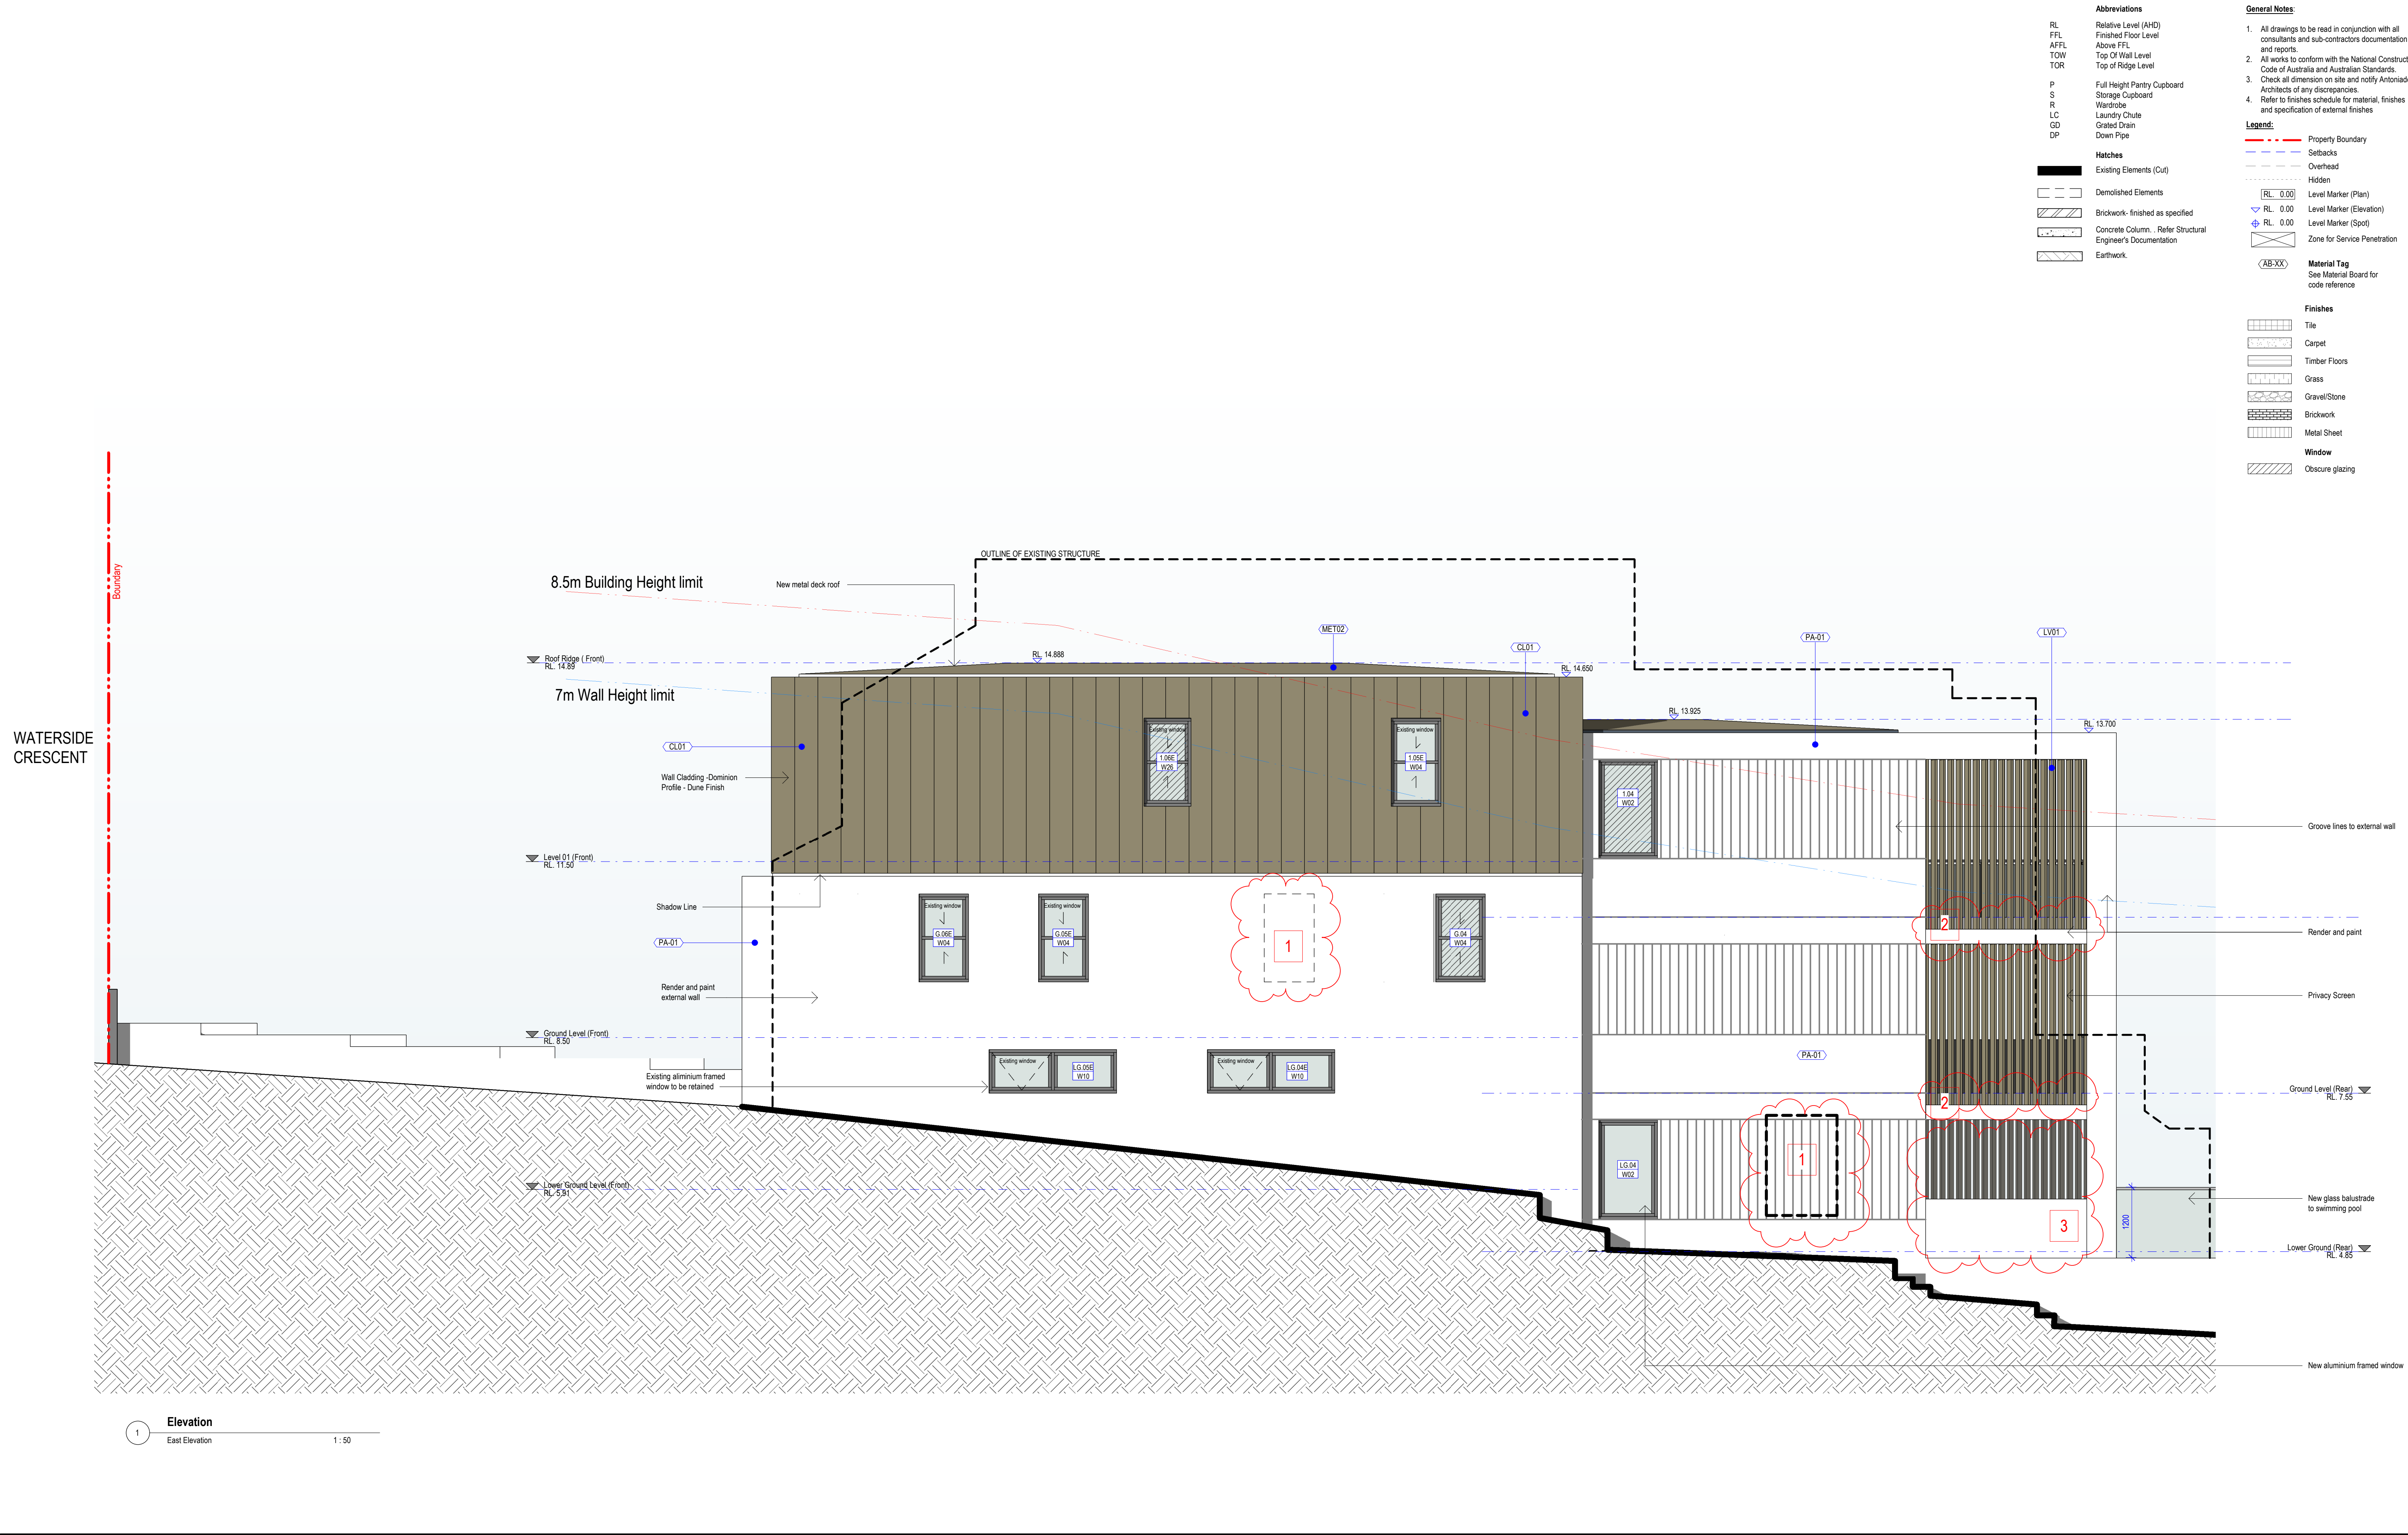 Abbreviations
RL Relative Level (AHD)
FFL Finished Floor Level
AFFL Above FFL
TOW Top Of Wall Level
TOR Top of Ridge Level
P Full Height Pantry Cupboard
S Storage Cupboard
R Wardrobe
LC Laundry Chute
GD Grated Drain
DP Down Pipe
Hatches
Existing Elements (Cut)
Demolished Elements
Brickwork- finished as specified
Concrete Column. . Refer Structural
Engineer's Documentation
Earthwork.
General Notes:
1. All drawings to be read in conjunction with all
consultants and sub-contractors documentation
and reports.
2. All works to conform with the National Construct
Code of Australia and Australian Standards.
3. Check all dimension on site and notify Antoniad
Architects of any discrepancies.
4. Refer to finishes schedule for material, finishes
and specification of external finishes
Legend:
Property Boundary
Setbacks
Overhead
Hidden
RL. 0.00 Level Marker (Plan)
RL. 0.00 Level Marker (Elevation)
RL. 0.00 Level Marker (Spot)
Zone for Service Penetration
AB-XX Material Tag
See Material Board for
code reference
Finishes
Tile
Carpet
Timber Floors
Grass
Gravel/Stone
Brickwork
Metal Sheet
Window
Obscure glazing
OUTLINE OF EXISTING STRUCTURE
Boundary
8.5m Building Height limit
New metal deck roof
MET02
PA-01
LV01
CL01
Roof Ridge ( Front)
RL. 14.89
RL. 14.888
RL. 14.650
7m Wall Height limit
RL. 13.925
RL. 13.700
WATERSIDE
CRESCENT
CL01
Existing window
1.06E
W26
Existing window
1.05E
W04
Wall Cladding -Dominion
Profile - Dune Finish
1.04
W02
Groove lines to external wall
Level 01 (Front)
RL. 11.50
Shadow Line
Existing window
G.06E
W04
Existing window
G.05E
W04
1
G.04
W04
2
Render and paint
PA-01
Render and paint
external wall
Privacy Screen
Ground Level (Front)
RL. 8.50
Existing window
LG.05E
W10
Existing window
LG.04E
W10
PA-01
Existing aliminium framed
window to be retained
Ground Level (Rear)
RL. 7.55
2
1
LG.04
W02
Lower Ground Level (Front)
RL. 5.91
New glass balustrade
to swimming pool
3
1200
Lower Ground (Rear)
RL. 4.85
New aluminium framed window
1
Elevation
East Elevation 1 : 50